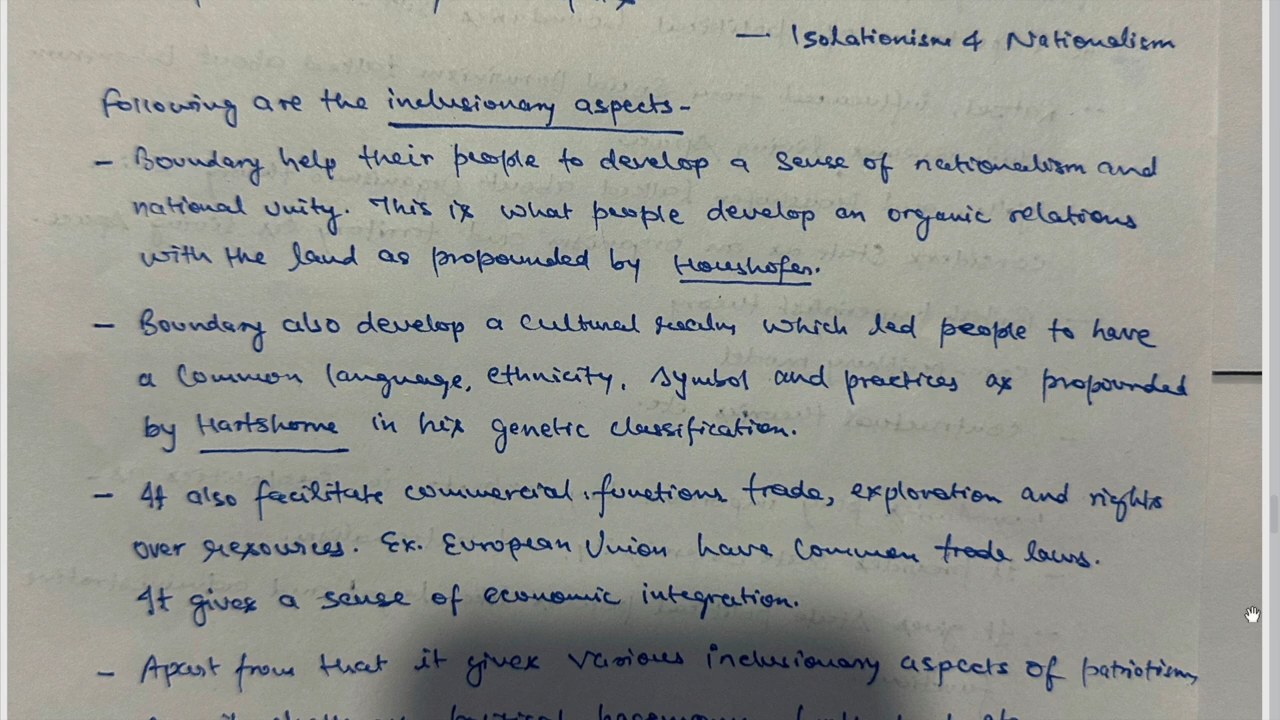 — Isolationism & Nationalism
Following are the inclusionary aspects-
- Boundary help their people to develop a sense of nationalism and
national unity. This is what people develop an organic relations
with the land as propounded by Houshofer.
- Boundary also develop a cultural realm which led people to have
a common language, ethnicity, symbol and practices as propounded
by Hartshorne in his genetic classification.
- It also facilitate commercial functions trade, exploration and rights
over resources. Ex. European Union have common trade laws.
It gives a sense of economic integration.
- Apart from that it gives various inclusionary aspects of patriotism,
political hegemony